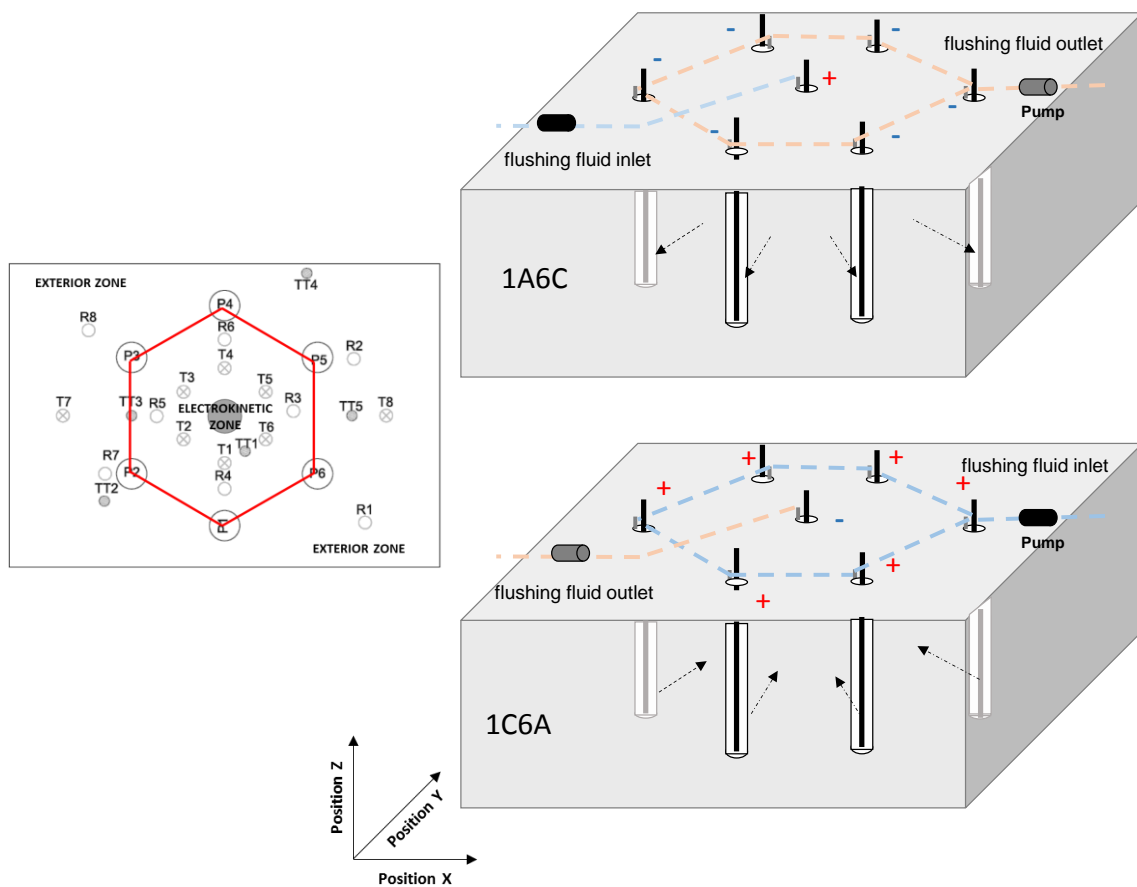 flushing fluid outlet
-
-
-
+
-
Pump
-
-
flushing fluid inlet
1A6C
EXTERIOR ZONE
TT4
P4
R8
R6
P3
T4
P5
R2
T3
T5
T7
TT3
R5
ELECTROKINETIC
ZONE
R3
TT5
T8
T2
T6
T1
TT1
R7
P2
R4
P6
TT2
P1
R1
EXTERIOR ZONE
+
+
flushing fluid inlet
+
+
-
Pump
+
flushing fluid outlet
+
1C6A
Position Z
Position Y
Position X